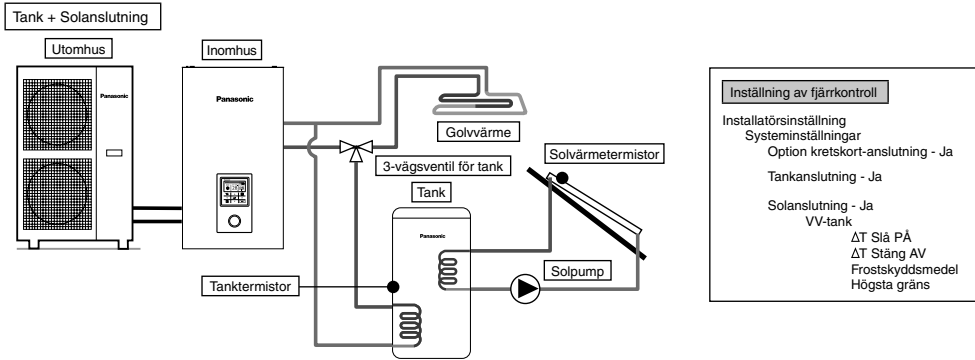 Tank + Solanslutning
Utomhus
Inomhus
Panasonic
Panasonic
Golvvärme
3-vägsventil för tank
Tank
Solvärmetermistor
Panasonic
Tanktermistor
Solpump
Inställning av fjärrkontroll
Installatörsinställning
Systeminställningar
Option kretskort-anslutning - Ja
Tankanslutning - Ja
Solanslutning - Ja
VV-tank
ΔT Slå PÅ
ΔT Stäng AV
Frostskyddsmedel
Högsta gräns